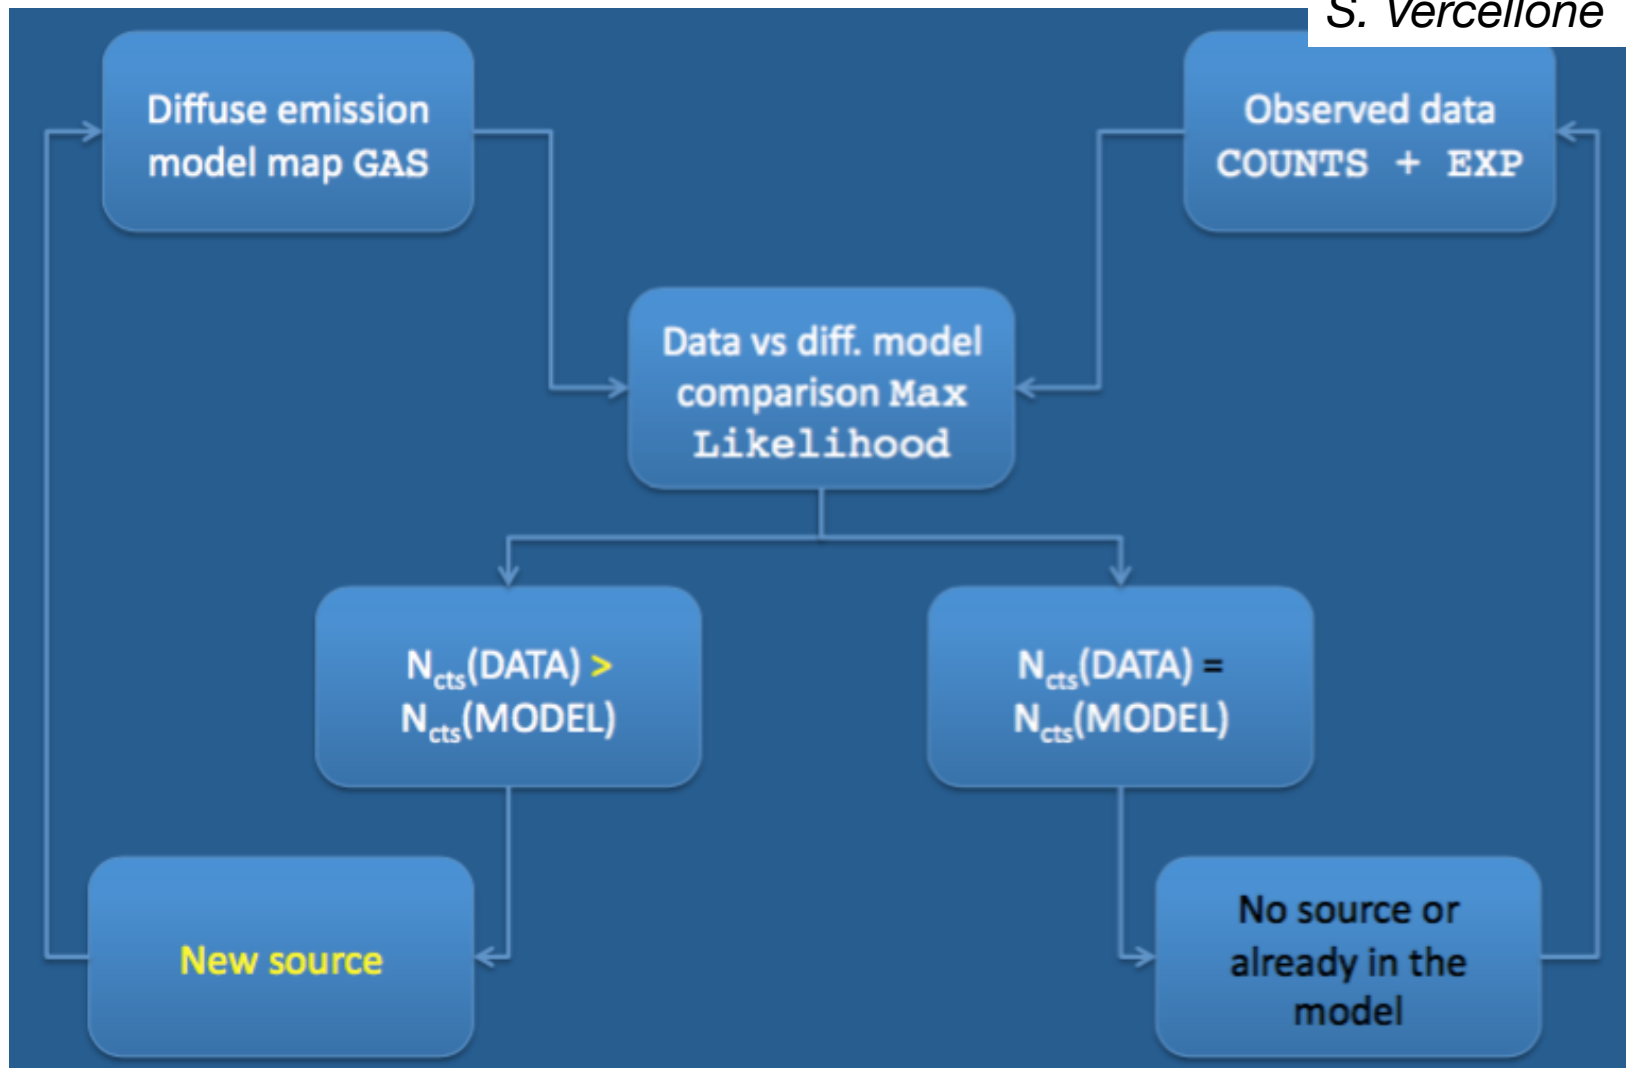 S. Vercellone
Diffuse emission
model map GAS
Observed data
COUNTS + EXP
Data vs diff. model
comparison Max
Likelihood
Ncts(DATA) >
Ncts(MODEL)
Ncts(DATA) =
Ncts(MODEL)
New source
No source or
already in the
model